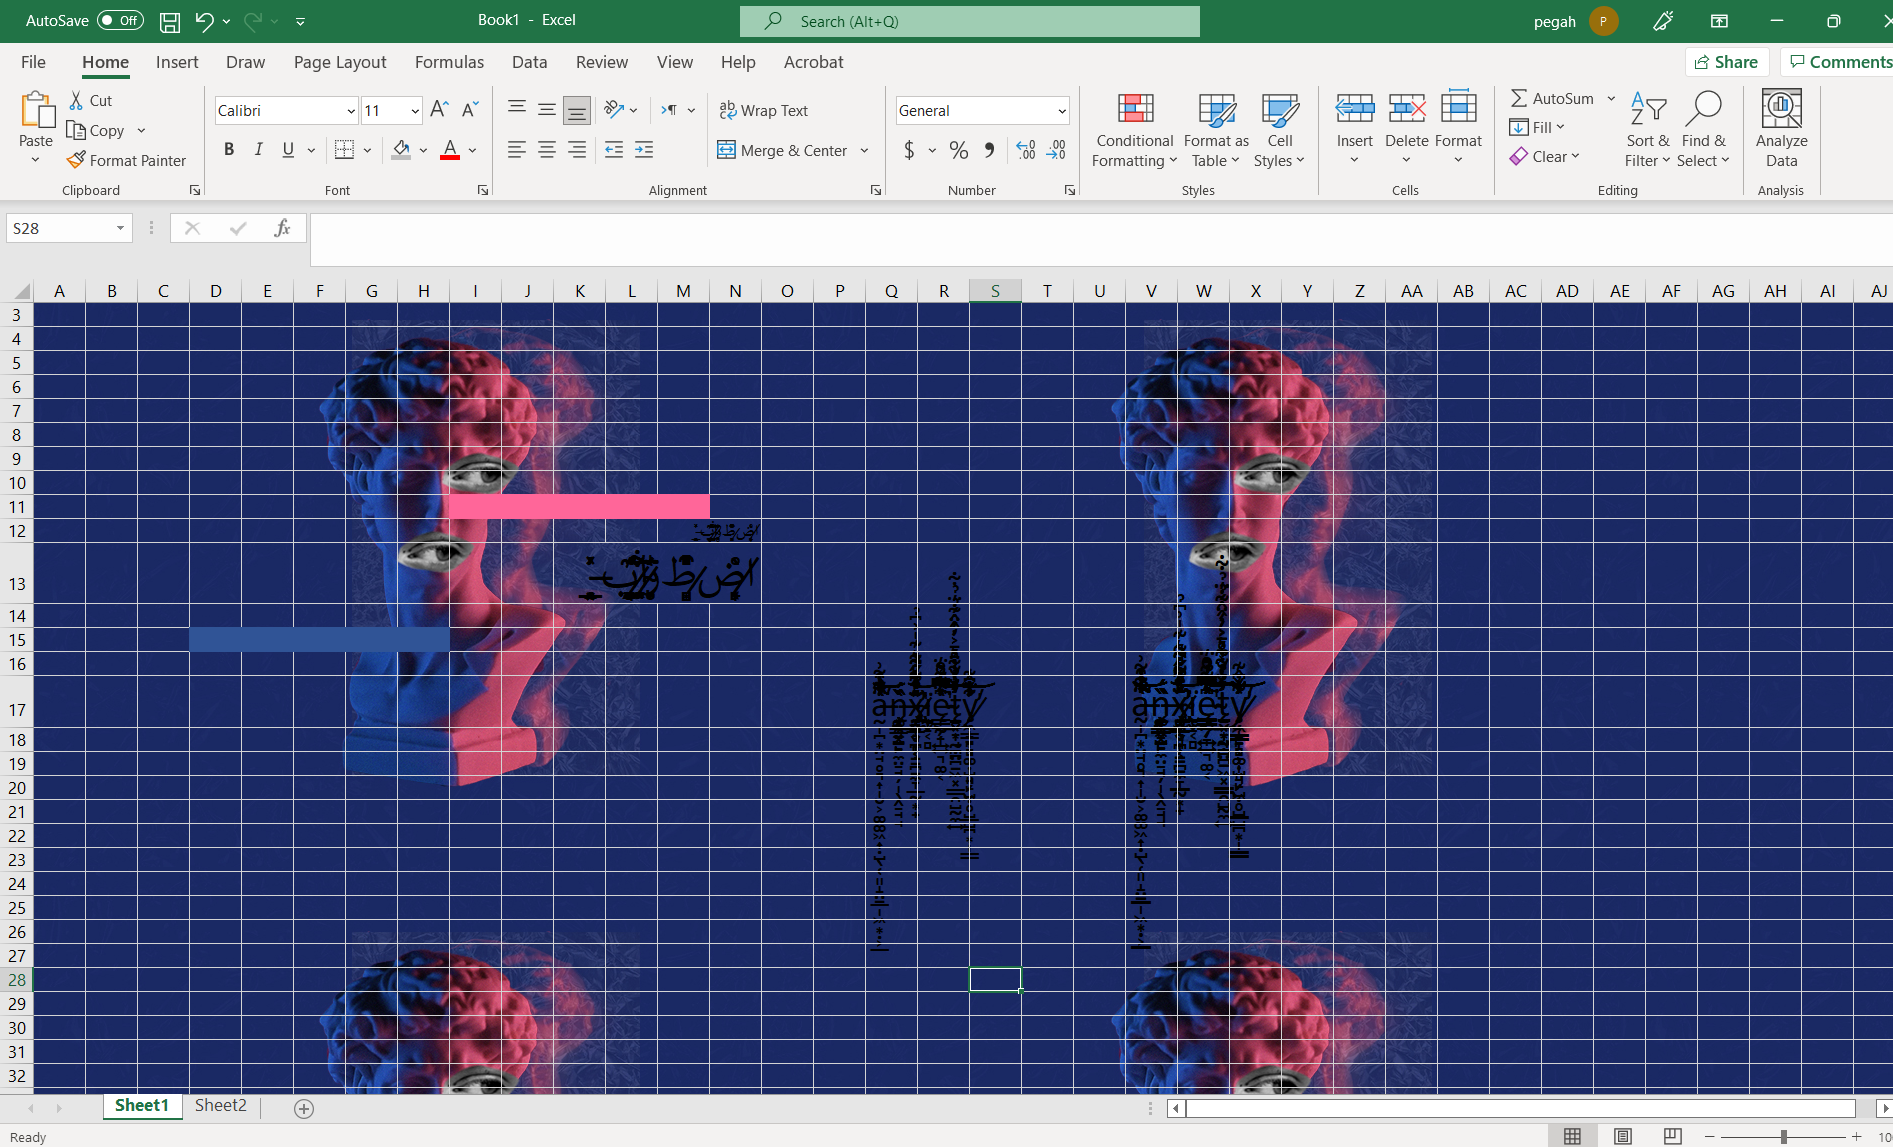 AutoSave Off Book1 - Excel Search (Alt+Q) pegah P
File Home Insert Draw Page Layout Formulas Data Review View Help Acrobat Share Comments
Paste Cut Copy Format Painter Clipboard
Calibri 11 B I U A Font
Wrap Text Merge & Center Alignment
General $ % Number
Conditional Formatting Format as Table Cell Styles Styles
Insert Delete Format Cells
AutoSum Fill Clear Sort & Filter Find & Select Editing
Analyze Data Analysis
S28 fx
A B C D E F G H I J K L M N O P Q R S T U V W X Y Z AA AB AC AD AE AF AG AH AI AJ
3
4
5
6
7
8
9
10
11
12
13
14
15
16
17 anxiety anxiety
18
19
20
21
22
23
24
25
26
27
28
29
30
31
32
Sheet1 Sheet2
Ready